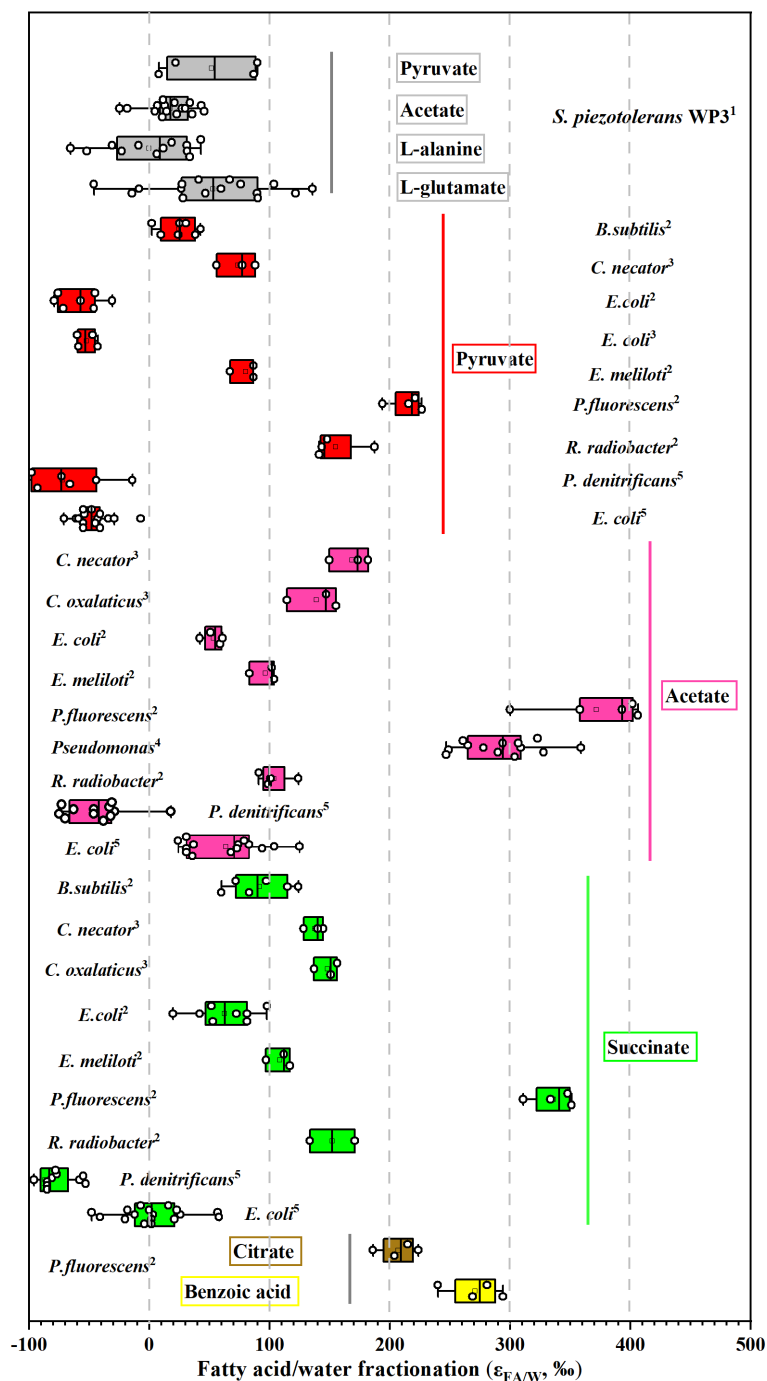 Pyruvate
Acetate
S. piezotolerans WP3¹
L-alanine
L-glutamate
B.subtilis²
C. necator³
E.coli²
E. coli³
Pyruvate
E. meliloti²
P.fluorescens²
R. radiobacter²
P. denitrificans⁵
E. coli⁵
C. necator³
C. oxalaticus³
E. coli²
E. meliloti²
Acetate
P.fluorescens²
Pseudomonas⁴
R. radiobacter²
P. denitrificans⁵
E. coli⁵
B.subtilis²
C. necator³
C. oxalaticus³
E.coli²
Succinate
E. meliloti²
P.fluorescens²
R. radiobacter²
P. denitrificans⁵
E. coli⁵
Citrate
P.fluorescens²
Benzoic acid
-100 0 100 200 300 400 500
Fatty acid/water fractionation (εFA/W, ‰)